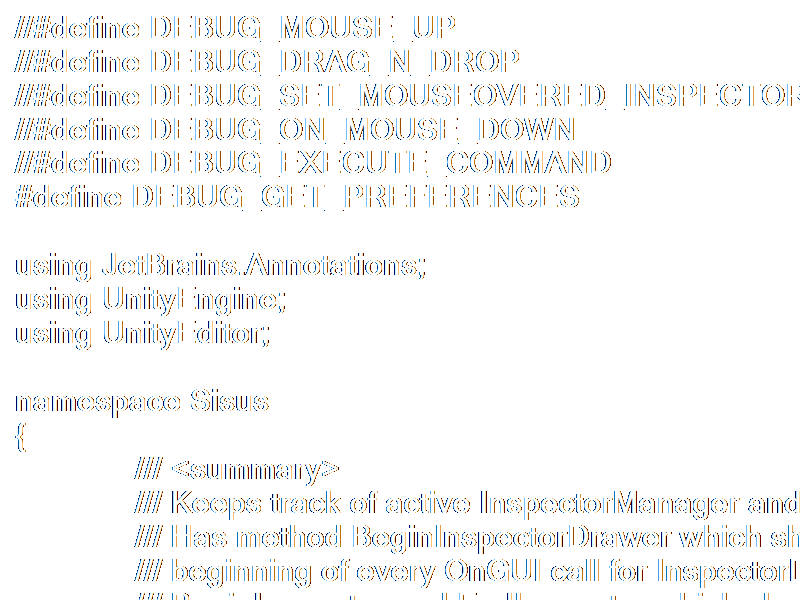 //#define DEBUG_MOUSE_UP
//#define DEBUG_DRAG_N_DROP
//#define DEBUG_SET_MOUSEOVERED_INSPECTOR
//#define DEBUG_ON_MOUSE_DOWN
//#define DEBUG_EXECUTE_COMMAND
#define DEBUG_GET_PREFERENCES
using JetBrains.Annotations;
using UnityEngine;
using UnityEditor;
namespace Sisus
{
/// <summary>
/// Keeps track of active InspectorManager and
/// Has method BeginInspectorDrawer which sh
/// beginning of every OnGUI call for Inspector
///